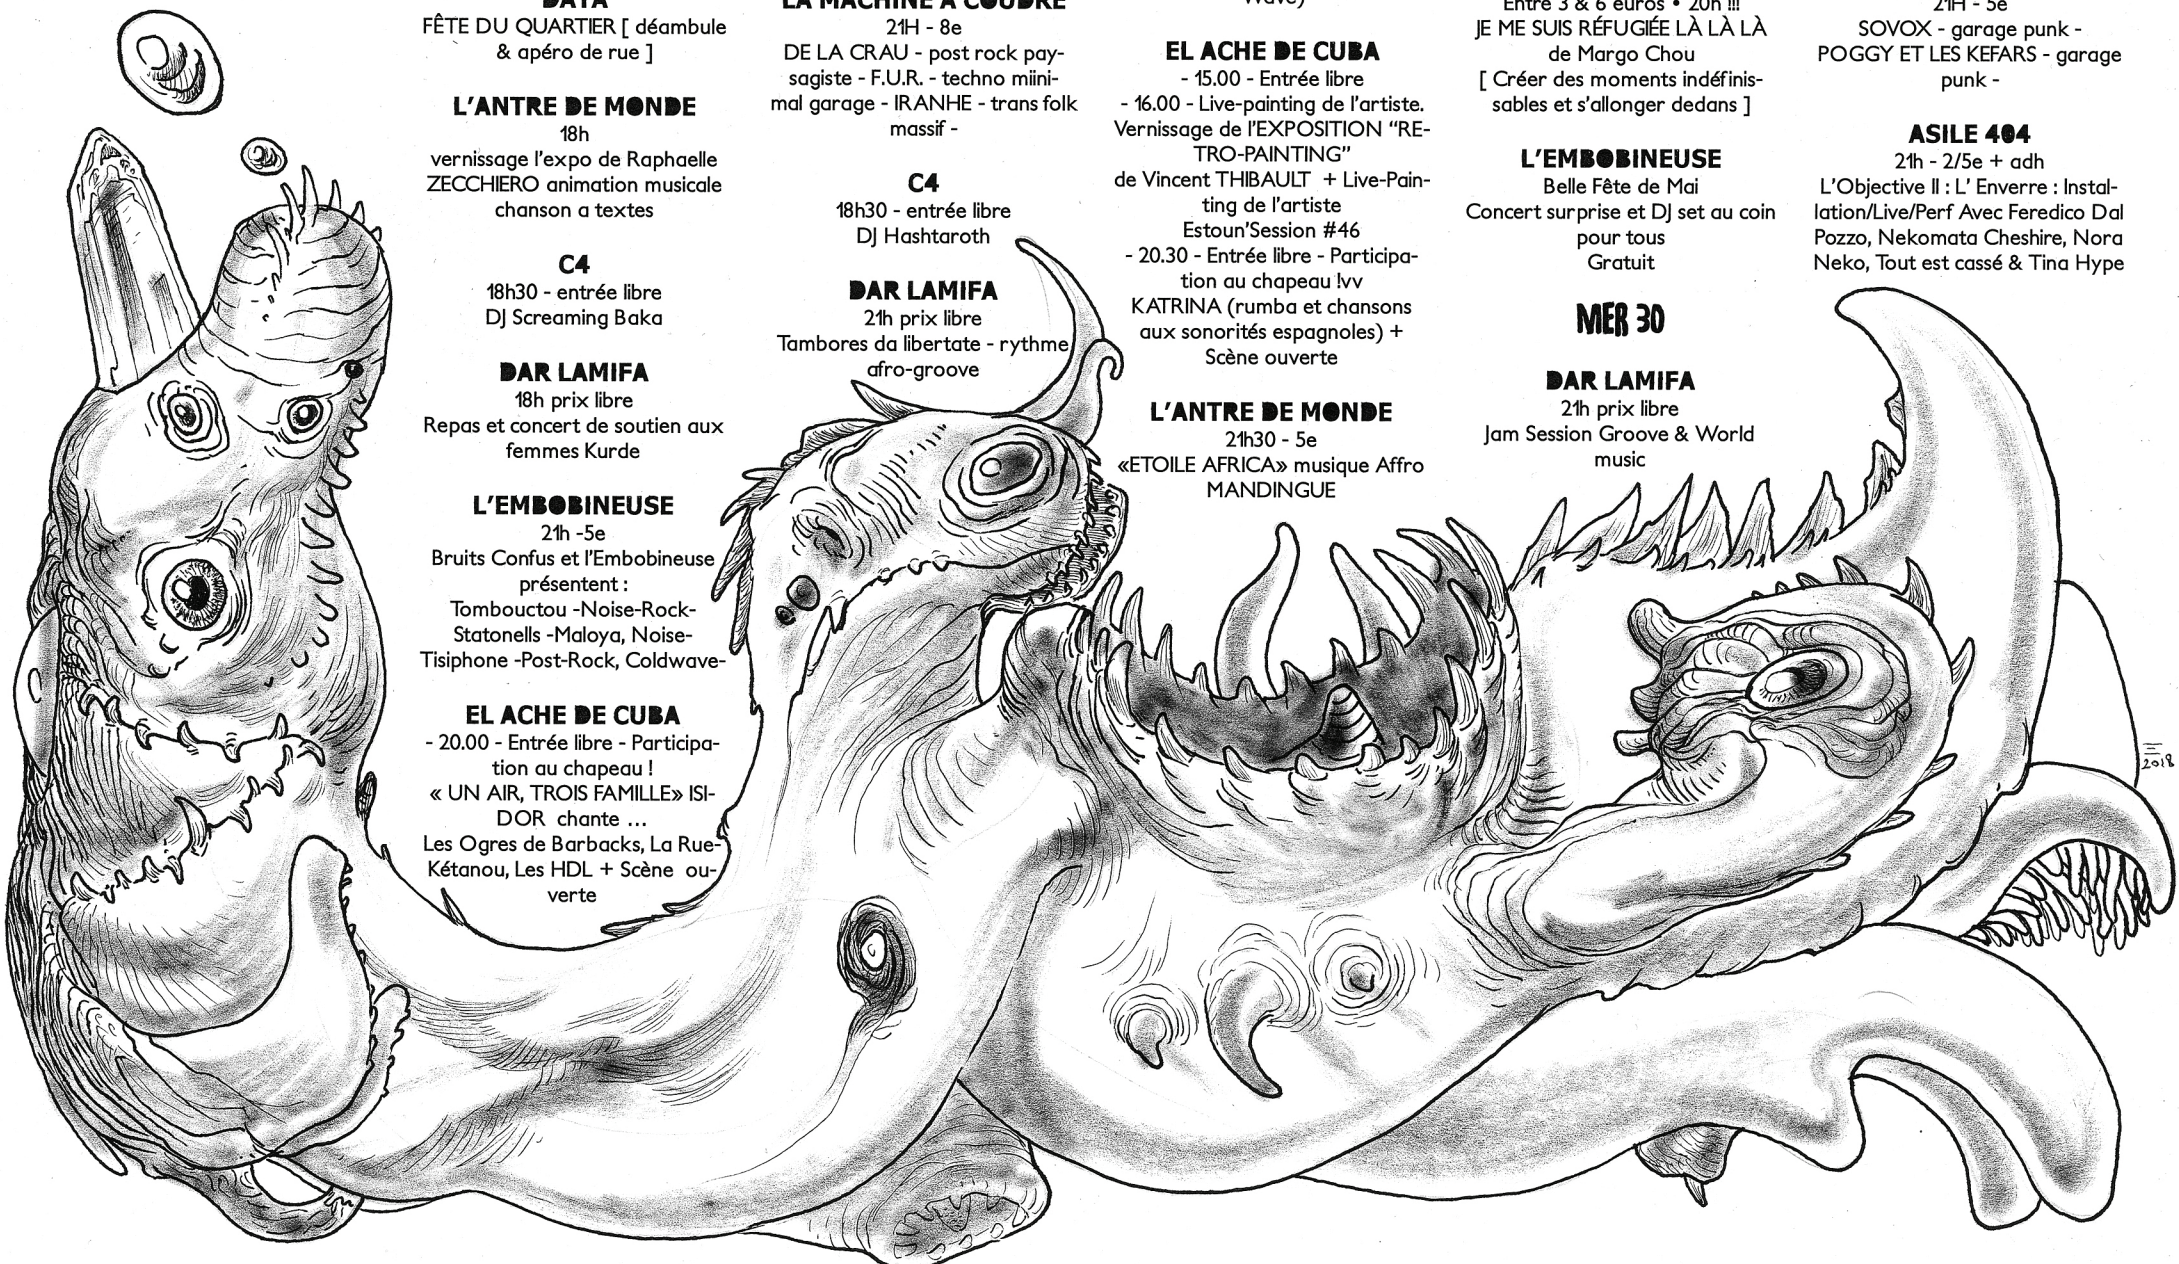 DATA
FÊTE DU QUARTIER [ déambule
& apéro de rue ]
L’ANTRE DE MONDE
18h
vernissage l’expo de Raphaelle
ZECCHIERO animation musicale
chanson a textes
C4
18h30 - entrée libre
DJ Screaming Baka
DAR LAMIFA
18h prix libre
Repas et concert de soutien aux
femmes Kurde
L’EMBOBINEUSE
21h -5e
Bruits Confus et l’Embobineuse
présentent :
Tombouctou -Noise-Rock-
Statonells -Maloya, Noise-
Tisiphone -Post-Rock, Coldwave-
EL ACHE DE CUBA
- 20.00 - Entrée libre - Participa-
tion au chapeau !
« UN AIR, TROIS FAMILLE» ISI-
DOR  chante …
Les Ogres de Barbacks, La Rue-
Kétanou, Les HDL + Scène  ou-
verte
LA MACHINE A COUDRE
21H - 8e
DE LA CRAU - post rock pay-
sagiste - F.U.R. - techno miini-
mal garage - IRANHE - trans folk
massif -
C4
18h30 - entrée libre
DJ Hashtaroth
DAR LAMIFA
21h prix libre
Tambores da libertate - rythme
afro-groove
Wave)
EL ACHE DE CUBA
- 15.00 - Entrée libre
- 16.00 - Live-painting de l’artiste.
Vernissage de l’EXPOSITION “RE-
TRO-PAINTING”
de Vincent THIBAULT  + Live-Pain-
ting de l’artiste
Estoun’Session #46
- 20.30 - Entrée libre - Participa-
tion au chapeau !vv
KATRINA (rumba et chansons
aux sonorités espagnoles) +
Scène ouverte
L’ANTRE DE MONDE
21h30 - 5e
«ETOILE AFRICA» musique Affro
MANDINGUE
Entre 3 & 6 euros • 20h !!!
JE ME SUIS RÉFUGIÉE LÀ LÀ LÀ
de Margo Chou
[ Créer des moments indéfinis-
sables et s’allonger dedans ]
L’EMBOBINEUSE
Belle Fête de Mai
Concert surprise et DJ set au coin
pour tous
Gratuit
MER 30
DAR LAMIFA
21h prix libre
Jam Session Groove & World
music
21H - 5e
SOVOX - garage punk -
POGGY ET LES KEFARS - garage
punk -
ASILE 404
21h - 2/5e + adh
L’Objective II : L’ Enverre : Instal-
lation/Live/Perf Avec Feredico Dal
Pozzo, Nekomata Cheshire, Nora
Neko, Tout est cassé & Tina Hype
2018